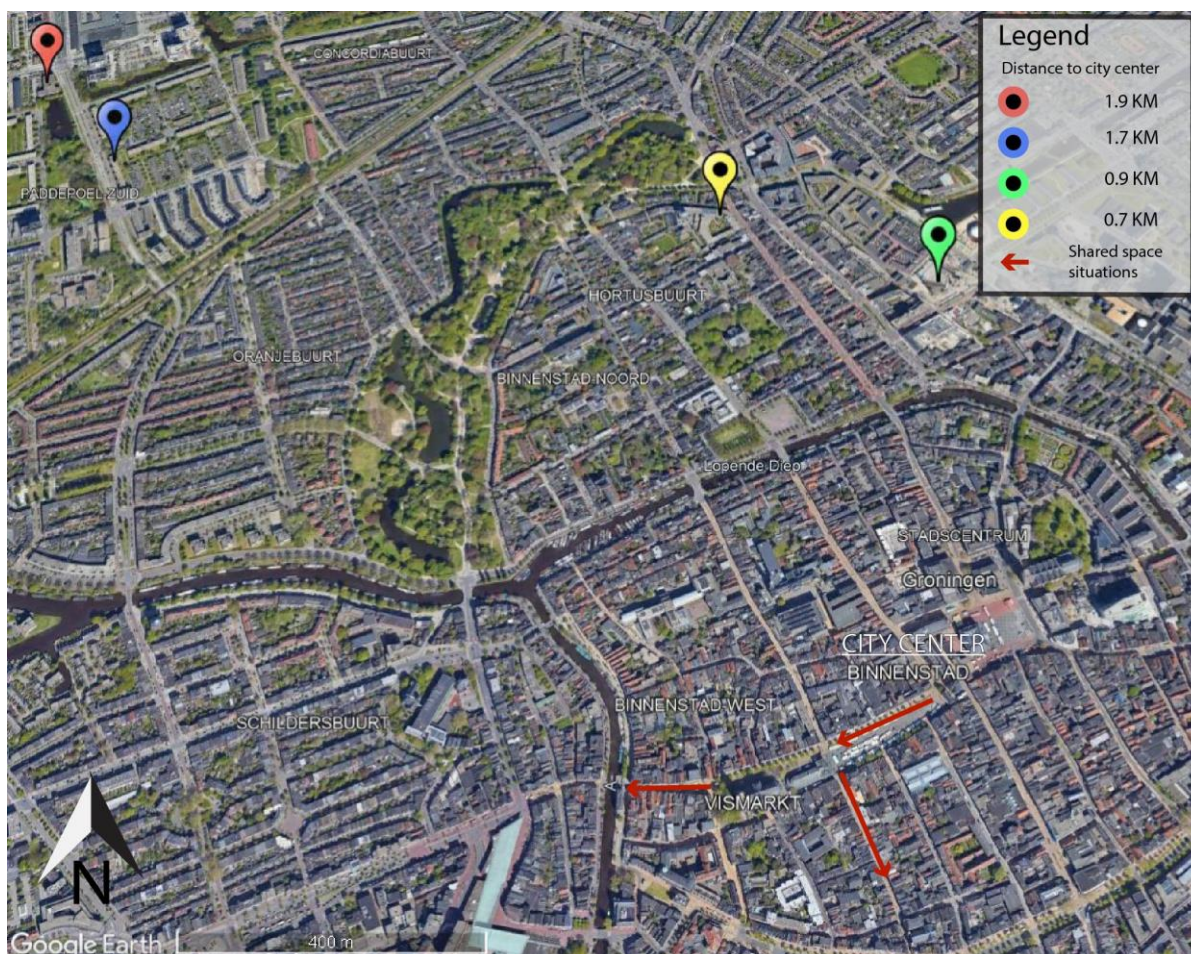 CONCORDIABUURT
PADDEPOEL ZUID
HORTUSBUURT
ORANJEBUURT
BINNENSTAD-NOORD
Lopende Diep
STADSCENTRUM
Groningen
CITY CENTER
BINNENSTAD
BINNENSTAD-WEST
SCHILDERSBUURT
A
VISMARKT
N
Google Earth
400 m
Legend
Distance to city center
1.9 KM
1.7 KM
0.9 KM
0.7 KM
Shared space
situations